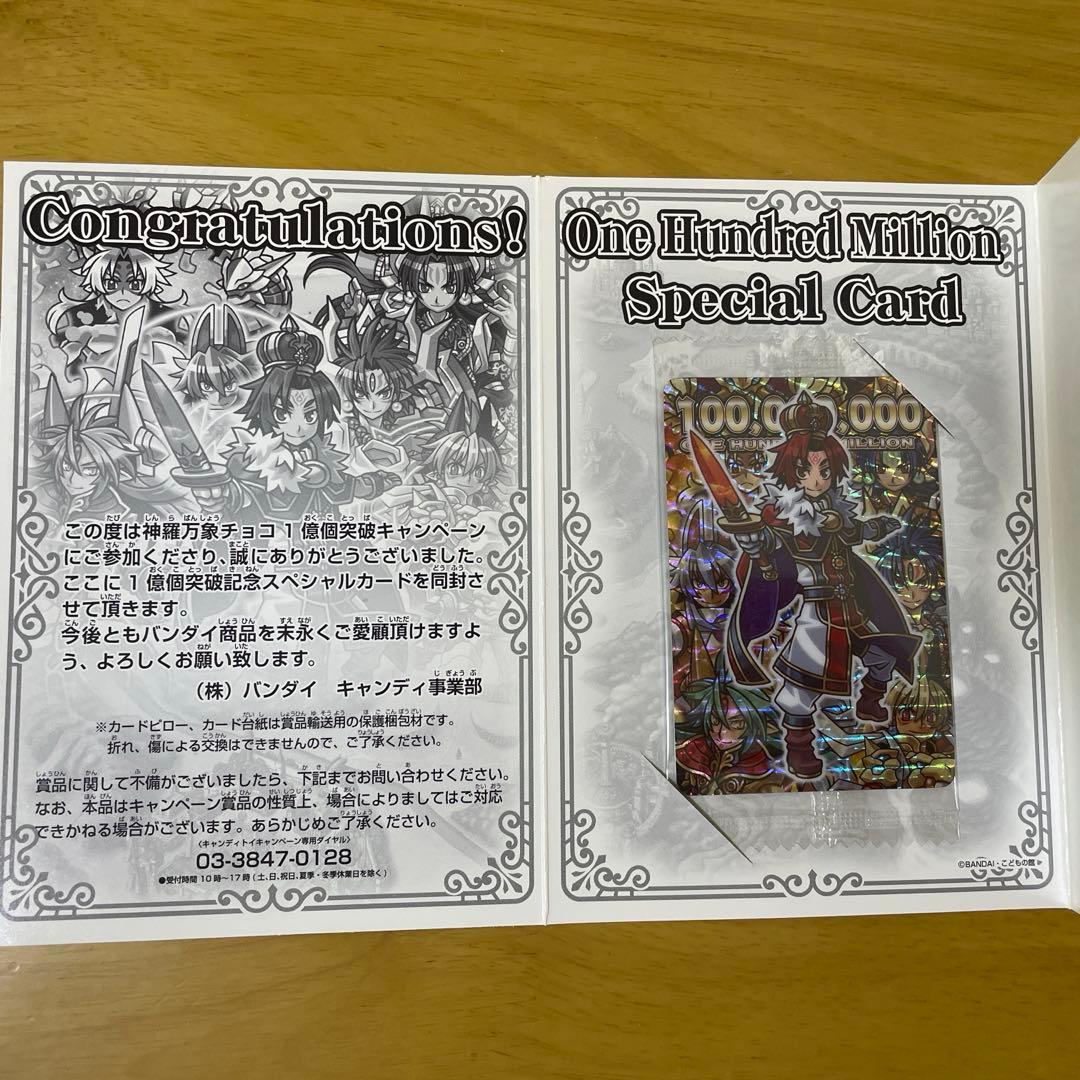 Congratulations!
この度は神羅万象チョコ1億個突破キャンペーン
にご参加くださり、誠にありがとうございました。
ここに1億個突破記念スペシャルカードを同封さ
せて頂きます。
今後ともバンダイ商品を末永くご愛顧頂けますよ
う、よろしくお願い致します。
(株)バンダイ キャンディ事業部
※カードピロー、カード台紙は賞品輸送用の保護梱包材です。
折れ、傷による交換はできませんので、ご了承ください。
賞品に関して不備がございましたら、下記までお問い合わせください。
なお、本品はキャンペーン賞品の性質上、場合によりましてはご対応
できかねる場合がございます。あらかじめご了承ください。
〈キャンディトイキャンペーン専用ダイヤル〉
03-3847-0128
●受付時間 10時〜17時(土、日、祝日、夏季・冬季休業日を除く)
One Hundred Million
Special Card
100,0 ,000
ONE HUND MILLION
©BANDAI・こどもの館